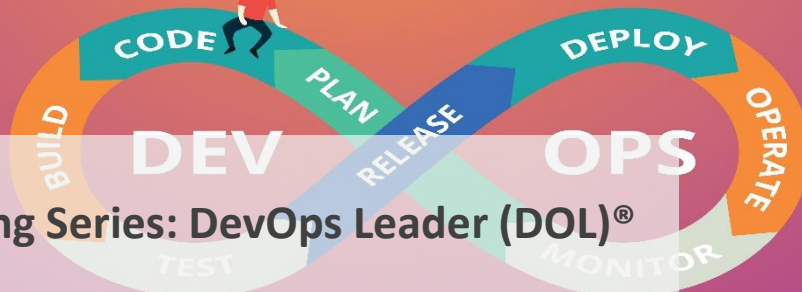 CODE
DEPLOY
PLAN
BUILD
RELEASE
OPERATE
DEV
OPS
ng Series: DevOps Leader (DOL)®
TEST
MONITOR